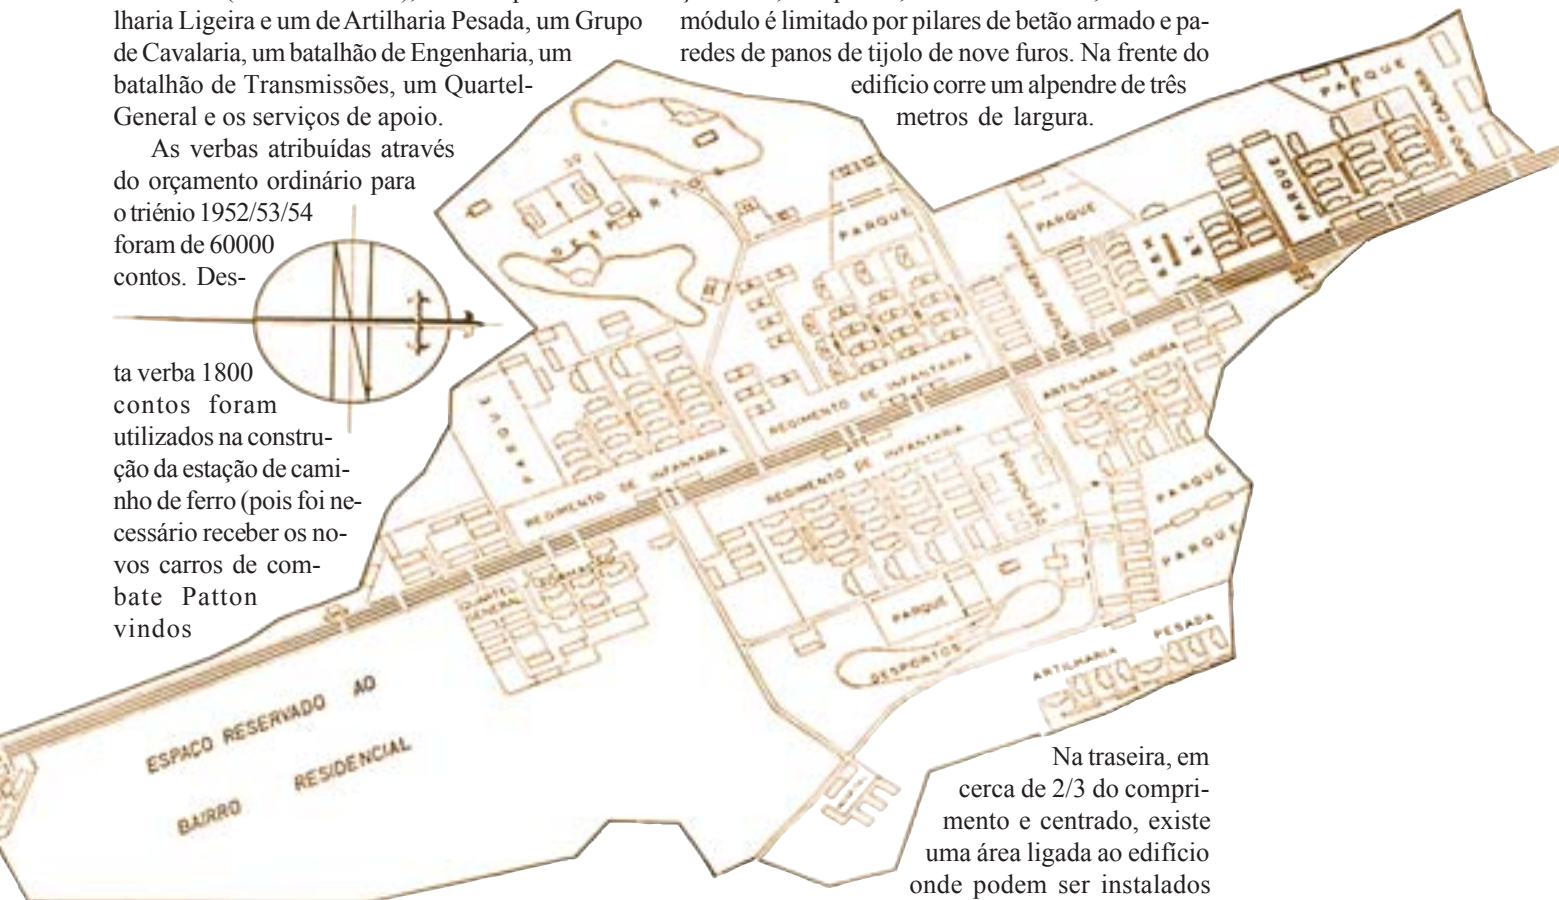 lharia Ligeira e um de Artilharia Pesada, um Grupo
de Cavalaria, um batalhão de Engenharia, um
batalhão de Transmissões, um Quartel-
General e os serviços de apoio.
As verbas atribuídas através
do orçamento ordinário para
o triénio 1952/53/54
foram de 60000
contos. Des-
ta verba 1800
contos foram
utilizados na constru-
ção da estação de cami-
nho de ferro (pois foi ne-
cessário receber os no-
vos carros de com-
bate Patton
vindos
módulo é limitado por pilares de betão armado e pa-
redes de panos de tijolo de nove furos. Na frente do
edifício corre um alpendre de três
metros de largura.
Na traseira, em
cerca de 2/3 do compri-
mento e centrado, existe
uma área ligada ao edifício
onde podem ser instalados
DESPORTOS
PARQUE
PARQUE
PARQUE
PARQUE
PARQUE
REGIMENTO DE INFANTARIA
REGIMENTO DE INFANTARIA
REGIMENTO DE INFANTARIA
ARTILHARIA LIGEIRA
PARQUE
PARQUE
PARQUE
DESPORTOS
ARTILHARIA PESADA
QUARTEL
GENERAL
ESPAÇO RESERVADO AO
BAIRRO RESIDENCIAL